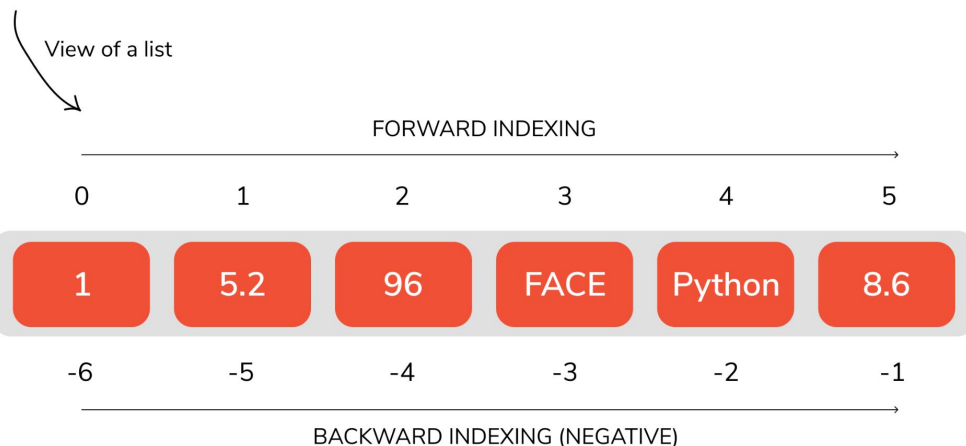 View of a list
FORWARD INDEXING
0 1 2 3 4 5
1 5.2 96 FACE Python 8.6
-6 -5 -4 -3 -2 -1
BACKWARD INDEXING (NEGATIVE)